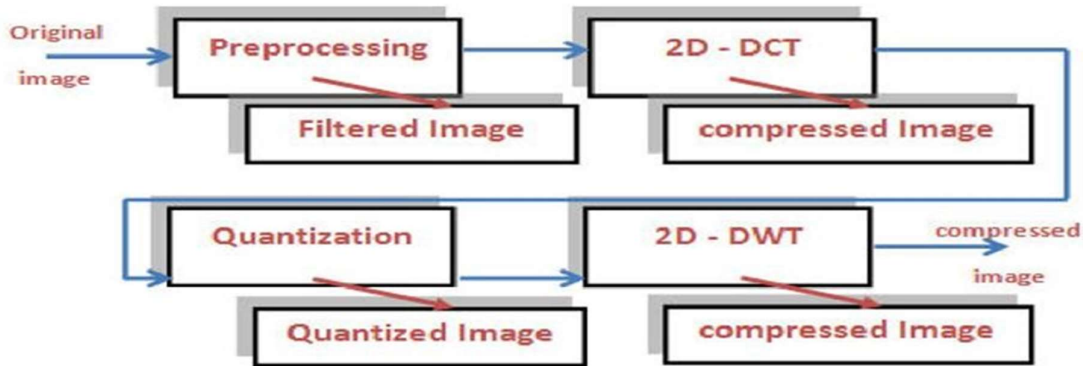 Original
image
Preprocessing
2D - DCT
Filtered Image
compressed Image
Quantization
2D - DWT
compressed
image
Quantized Image
compressed Image